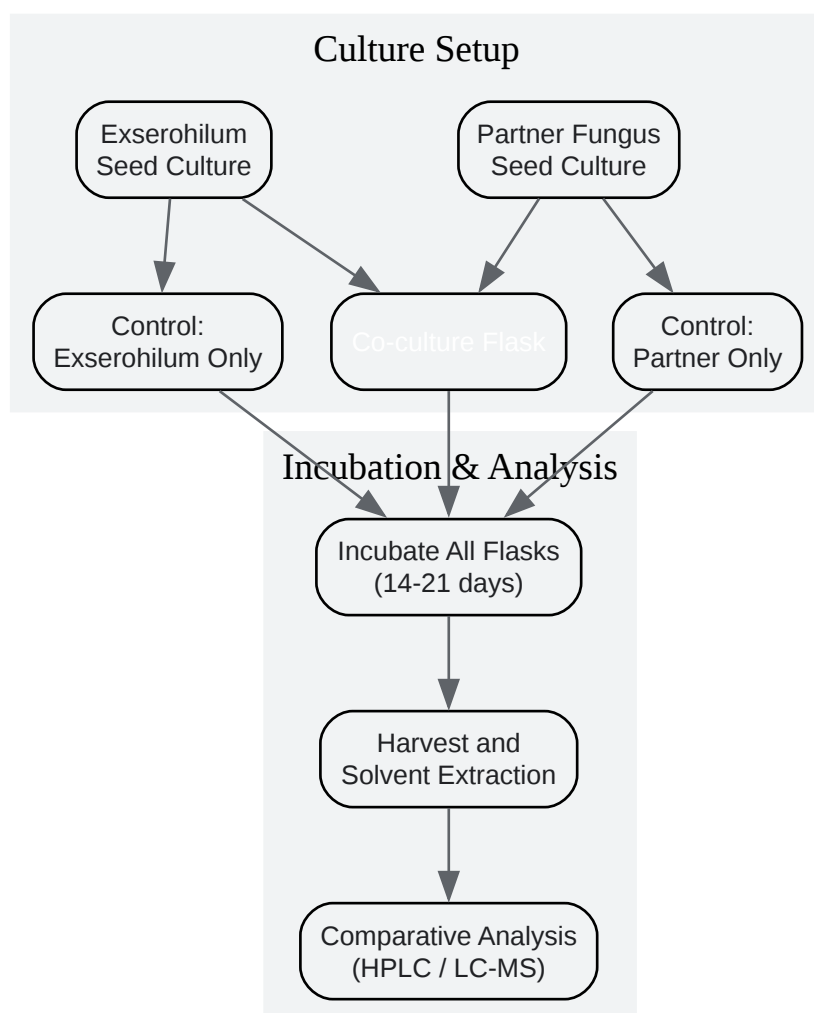 Culture Setup
Exserohilum
Seed Culture
Partner Fungus
Seed Culture
Control:
Exserohilum Only
Co-culture Flask
Control:
Partner Only
Incubation & Analysis
Incubate All Flasks
(14-21 days)
Harvest and
Solvent Extraction
Comparative Analysis
(HPLC / LC-MS)